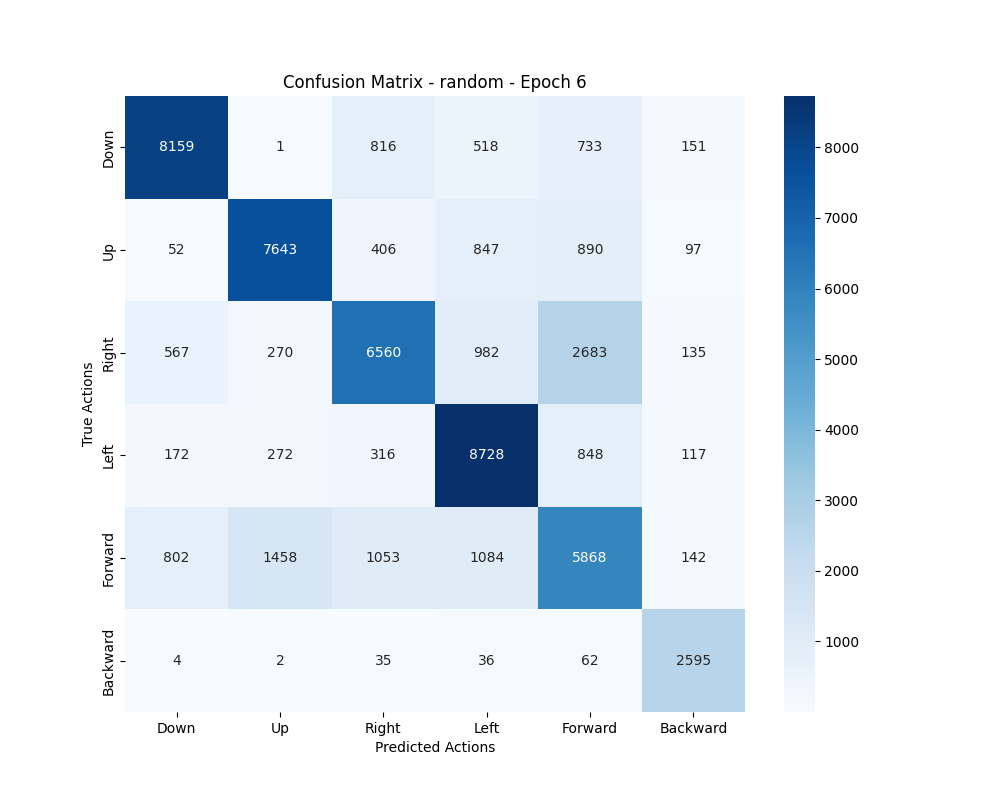 Confusion Matrix - random - Epoch 6
True Actions
Down 8159 1 816 518 733 151
Up 52 7643 406 847 890 97
Right 567 270 6560 982 2683 135
Left 172 272 316 8728 848 117
Forward 802 1458 1053 1084 5868 142
Backward 4 2 35 36 62 2595
Down Up Right Left Forward Backward
Predicted Actions
8000
7000
6000
5000
4000
3000
2000
1000